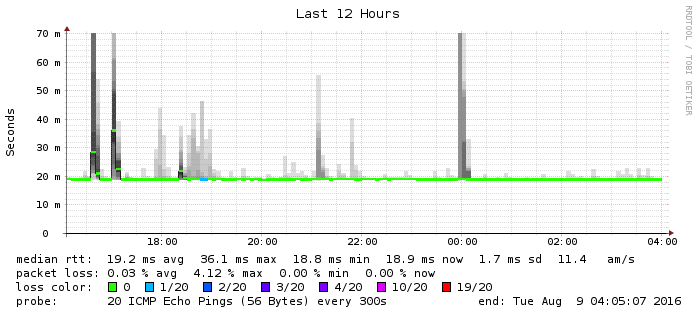 Last 12 Hours
RRDTOOL / TOBI OETIKER
Seconds
70 m
60 m
50 m
40 m
30 m
20 m
10 m
0
18:00 20:00 22:00 00:00 02:00 04:00
median rtt: 19.2 ms avg 36.1 ms max 18.8 ms min 18.9 ms now 1.7 ms sd 11.4 am/s
packet loss: 0.03 % avg 4.12 % max 0.00 % min 0.00 % now
loss color: 0 1/20 2/20 3/20 4/20 10/20 19/20
probe: 20 ICMP Echo Pings (56 Bytes) every 300s end: Tue Aug 9 04:05:07 2016